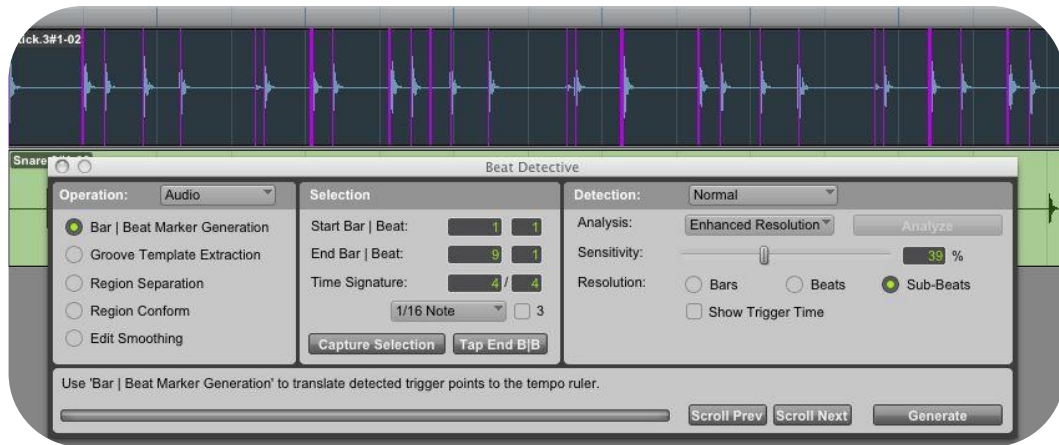 ick.3#1-02
Snare
Beat Detective
Operation: Audio
Bar | Beat Marker Generation
Groove Template Extraction
Region Separation
Region Conform
Edit Smoothing
Selection
Start Bar | Beat: 1 1
End Bar | Beat: 9 1
Time Signature: 4 / 4
1/16 Note 3
Capture Selection Tap End B|B
Detection: Normal
Analysis: Enhanced Resolution Analyze
Sensitivity: 39 %
Resolution: Bars Beats Sub-Beats
Show Trigger Time
Use 'Bar | Beat Marker Generation' to translate detected trigger points to the tempo ruler.
Scroll Prev Scroll Next Generate